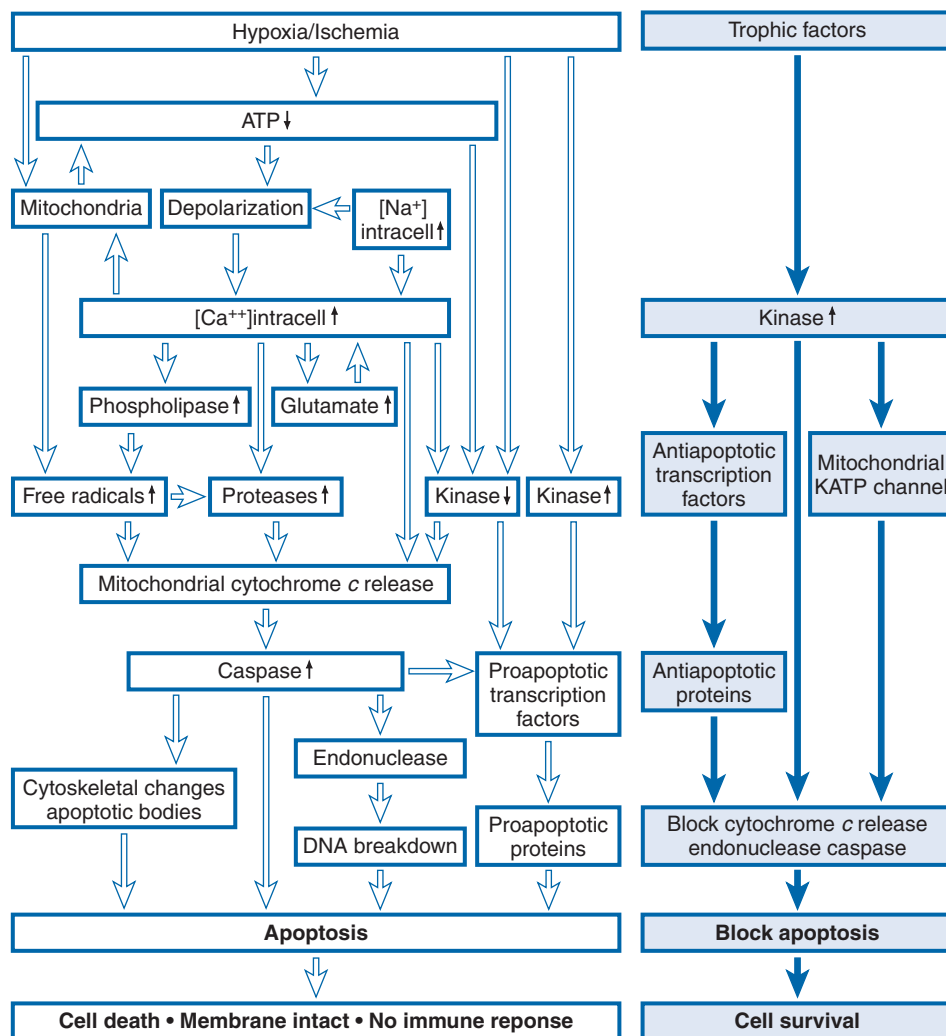 Hypoxia/Ischemia
Trophic factors
ATP↓
Mitochondria
Depolarization
[Na⁺]
intracell↑
[Ca⁺⁺]intracell↑
Kinase↑
Phospholipase↑
Glutamate↑
Antiapoptotic
transcription
factors
Mitochondrial
KATP channel
Free radicals↑
Proteases↑
Kinase↓
Kinase↑
Mitochondrial cytochrome c release
Caspase↑
Proapoptotic
transcription
factors
Antiapoptotic
proteins
Endonuclease
Cytoskeletal changes
apoptotic bodies
DNA breakdown
Proapoptotic
proteins
Block cytochrome c release
endonuclease caspase
Apoptosis
Block apoptosis
Cell death • Membrane intact • No immune reponse
Cell survival